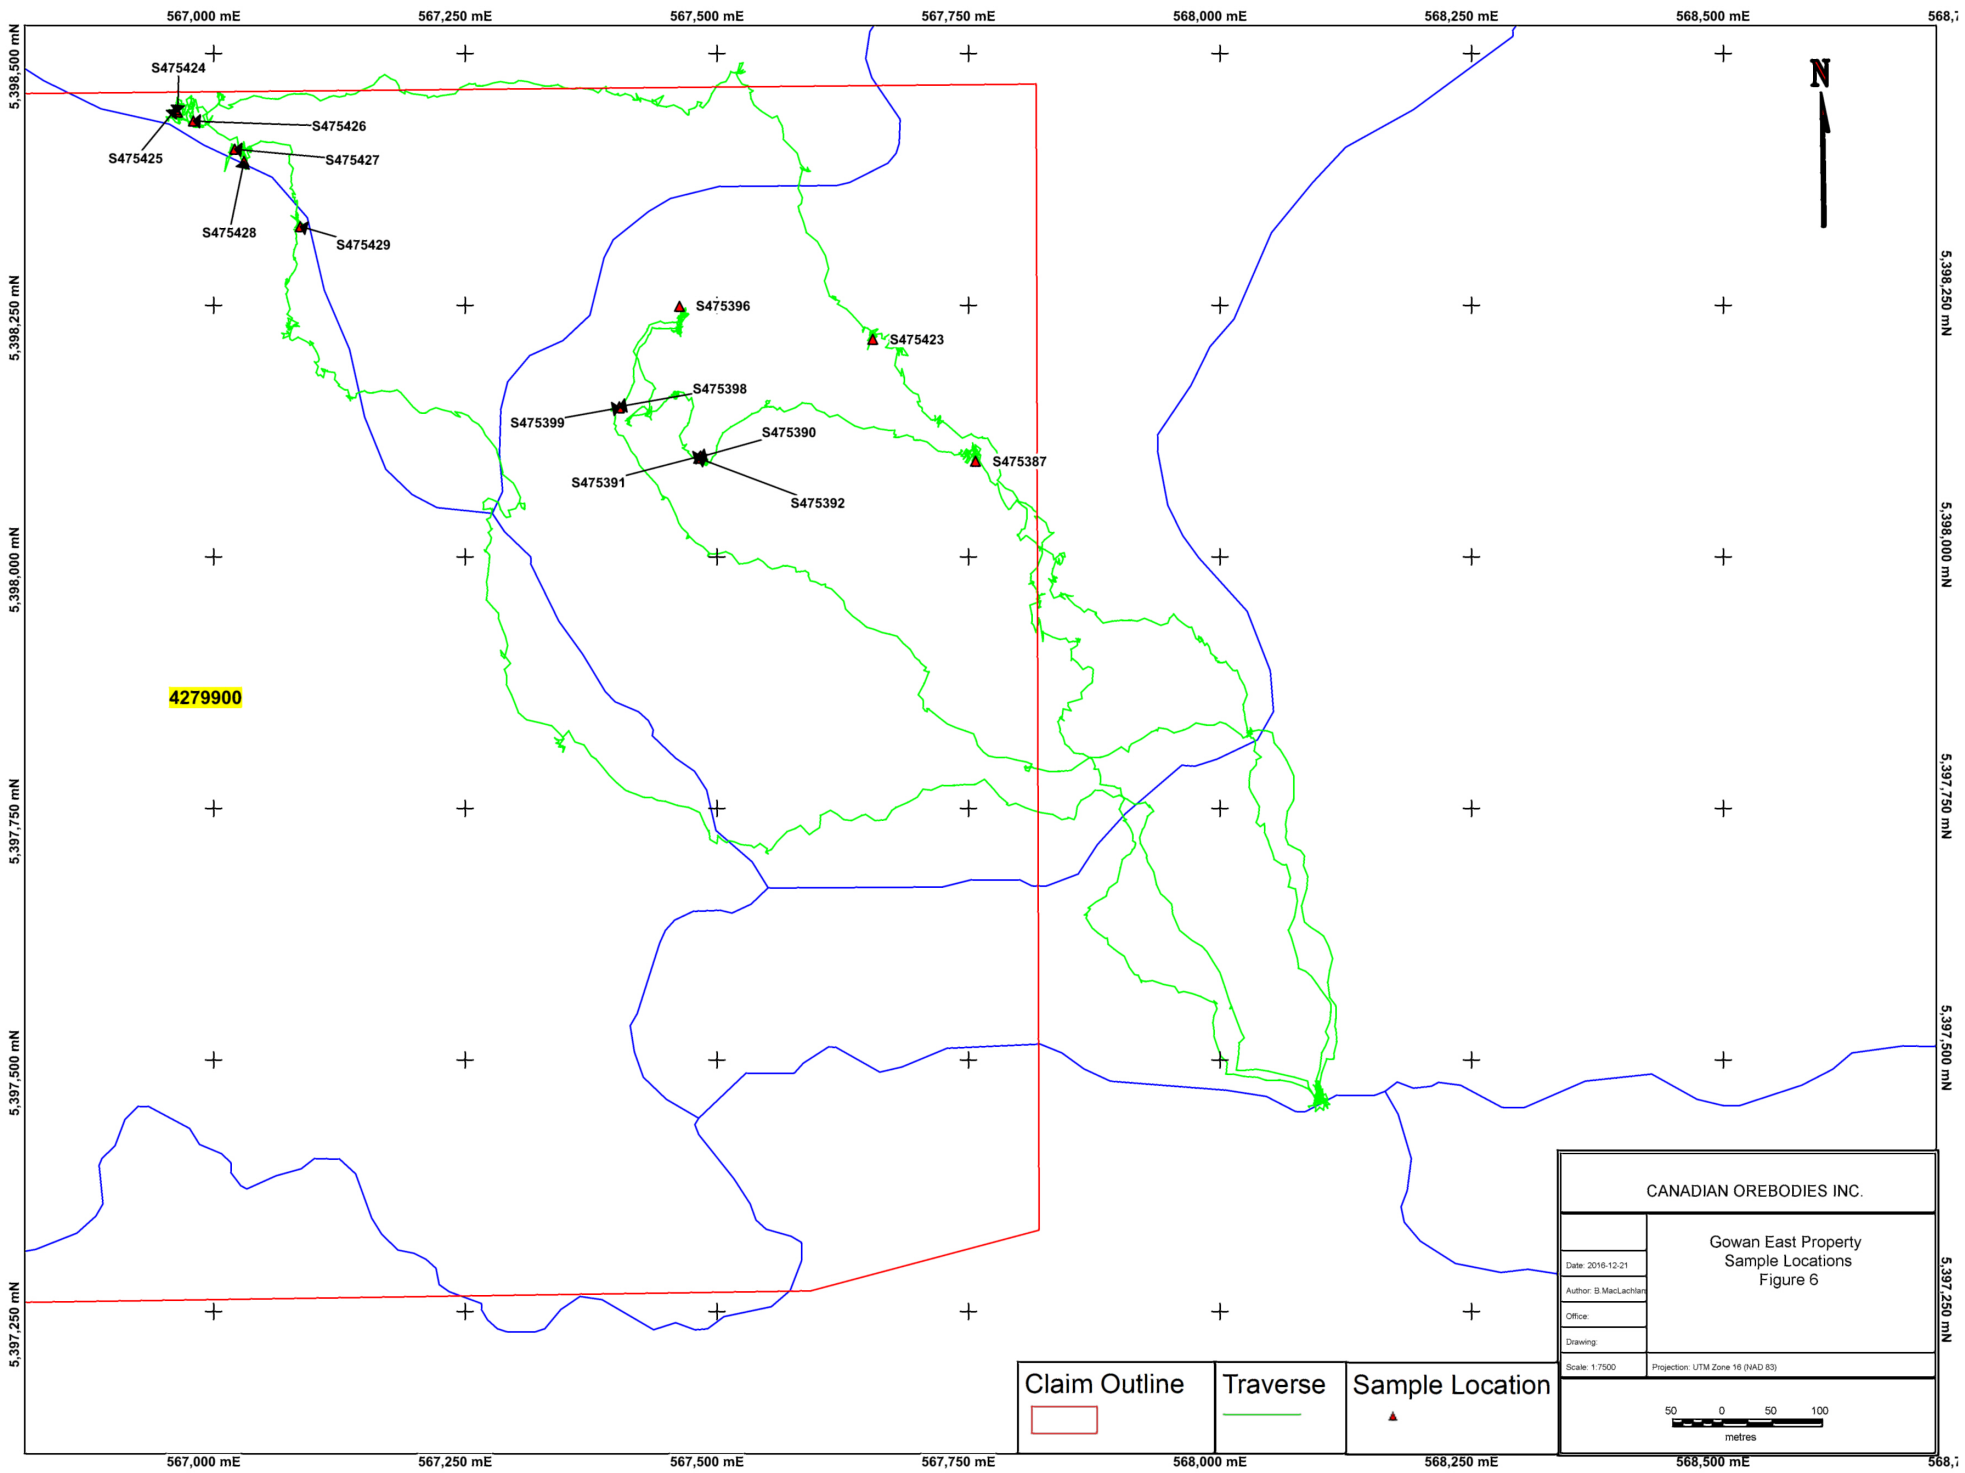 567,000 mE
567,250 mE
567,500 mE
567,750 mE
568,000 mE
568,250 mE
568,500 mE
568,7
5,398,500 mN
5,398,250 mN
5,398,000 mN
5,397,750 mN
5,397,500 mN
5,397,250 mN
N
S475424
S475426
S475425
S475427
S475428
S475429
S475396
S475423
S475398
S475399
S475390
S475387
S475391
S475392
4279900
5,398,250 mN
5,398,000 mN
5,397,750 mN
5,397,500 mN
5,397,250 mN
CANADIAN OREBODIES INC.
Gowan East Property
Sample Locations
Figure 6
Date: 2016-12-21
Author: B.MacLachlan
Office:
Drawing:
Scale: 1:7500
Projection: UTM Zone 16 (NAD 83)
50 0 50 100
metres
Claim Outline
Traverse
Sample Location
567,000 mE
567,250 mE
567,500 mE
567,750 mE
568,000 mE
568,250 mE
568,500 mE
568,7